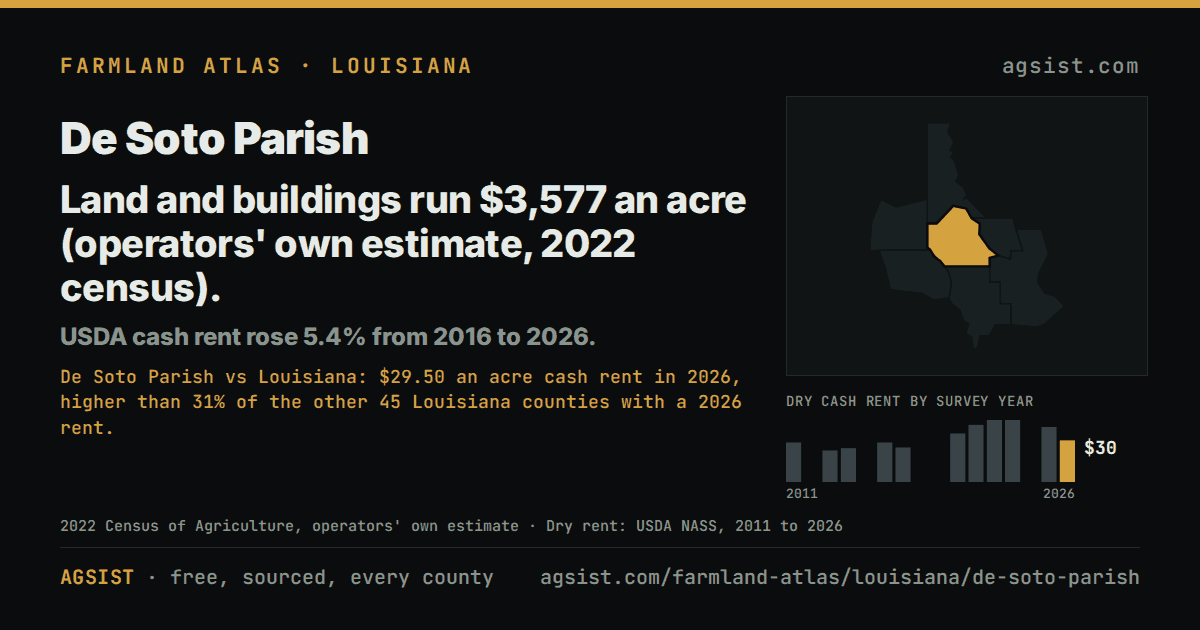 FARMLAND ATLAS · LOUISIANA
agsist.com
De Soto Parish
Land and buildings run $3,577 an acre
(operators' own estimate, 2022
census).
USDA cash rent rose 5.4% from 2016 to 2026.
De Soto Parish vs Louisiana: $29.50 an acre cash rent in 2026,
higher than 31% of the other 45 Louisiana counties with a 2026
rent.
DRY CASH RENT BY SURVEY YEAR
$30
2011
2026
2022 Census of Agriculture, operators' own estimate · Dry rent: USDA NASS, 2011 to 2026
AGSIST · free, sourced, every county
agsist.com/farmland-atlas/louisiana/de-soto-parish